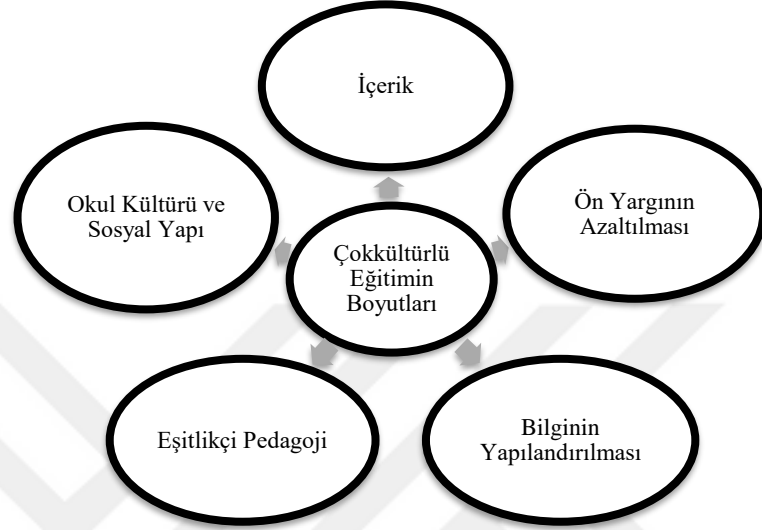 İçerik
Okul Kültürü ve
Sosyal Yapı
Ön Yargının
Azaltılması
Çokkültürlü
Eğitimin
Boyutları
Eşitlikçi Pedagoji
Bilginin
Yapılandırılması